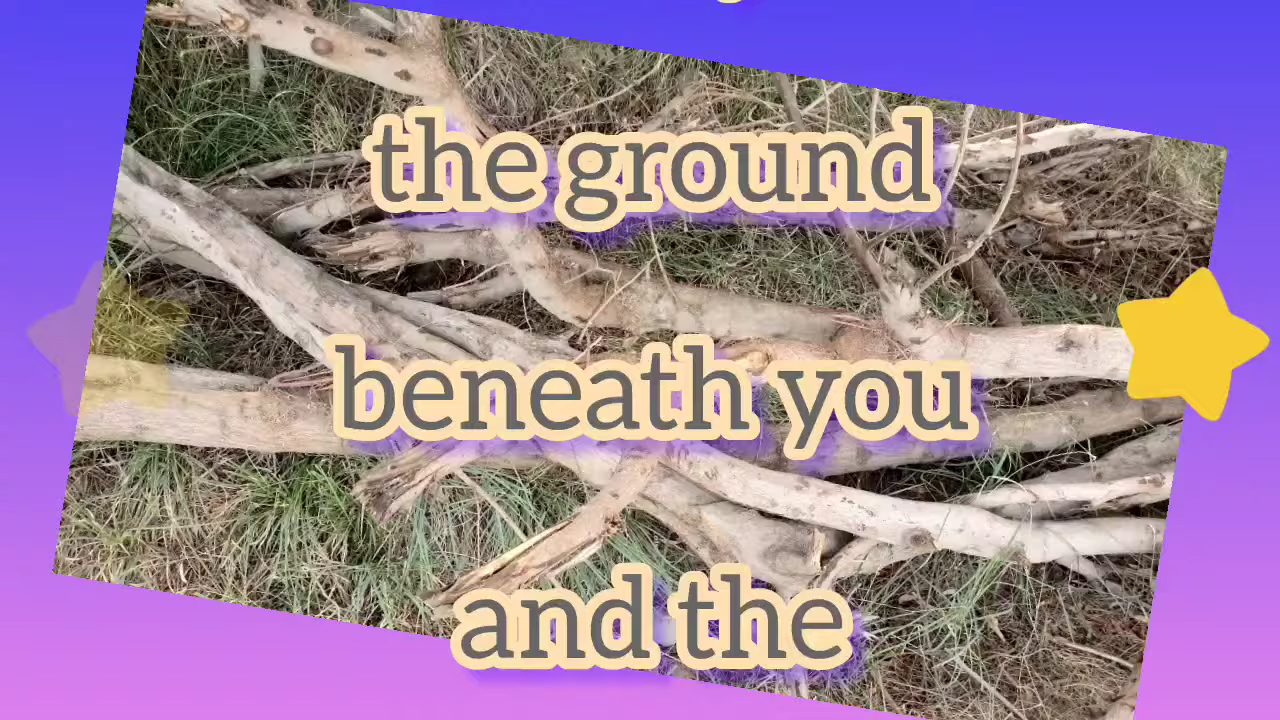 the ground
beneath you
and the